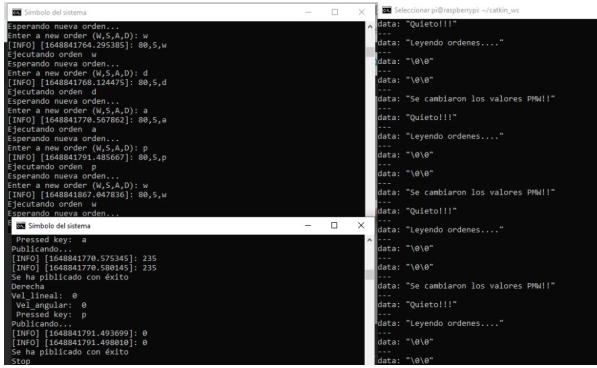 Símbolo del sistema
Esperando nueva orden...
Enter a new order (W,S,A,D): w
[INFO] [1648841764.295385]: 80,5,w
Ejecutando orden  w
Esperando nueva orden...
Enter a new order (W,S,A,D): d
[INFO] [1648841768.124475]: 80,5,d
Ejecutando orden  d
Esperando nueva orden...
Enter a new order (W,S,A,D): a
[INFO] [1648841770.567862]: 80,5,a
Ejecutando orden  a
Esperando nueva orden...
Enter a new order (W,S,A,D): p
[INFO] [1648841791.485667]: 80,5,p
Ejecutando orden  p
Esperando nueva orden...
Enter a new order (W,S,A,D): w
[INFO] [1648841867.047836]: 80,5,w
Ejecutando orden  w
Esperando nueva orden...
E
Símbolo del sistema
Pressed key:  a
Publicando...
[INFO] [1648841770.575345]: 235
[INFO] [1648841770.580145]: 235
Se ha piblicado con éxito
Derecha
Vel_lineal:  0
Vel_angular:  0
Pressed key:  p
Publicando...
[INFO] [1648841791.493699]: 0
[INFO] [1648841791.498010]: 0
Se ha piblicado con éxito
Stop
Seleccionar pi@raspberrypi ~/catkin_ws
data: "Quieto!!!"
---
data: "Leyendo ordenes...."
---
data: "\0\0"
---
data: "\0\0"
---
data: "Se cambiaron los valores PMW!!"
---
data: "Quieto!!!"
---
data: "Leyendo ordenes...."
---
data: "\0\0"
---
data: "\0\0"
---
data: "Se cambiaron los valores PMW!!"
---
data: "Quieto!!!"
---
data: "Leyendo ordenes...."
---
data: "\0\0"
---
data: "\0\0"
---
data: "Se cambiaron los valores PMW!!"
---
data: "Quieto!!!"
---
data: "Leyendo ordenes...."
---
data: "\0\0"
---
data: "\0\0"